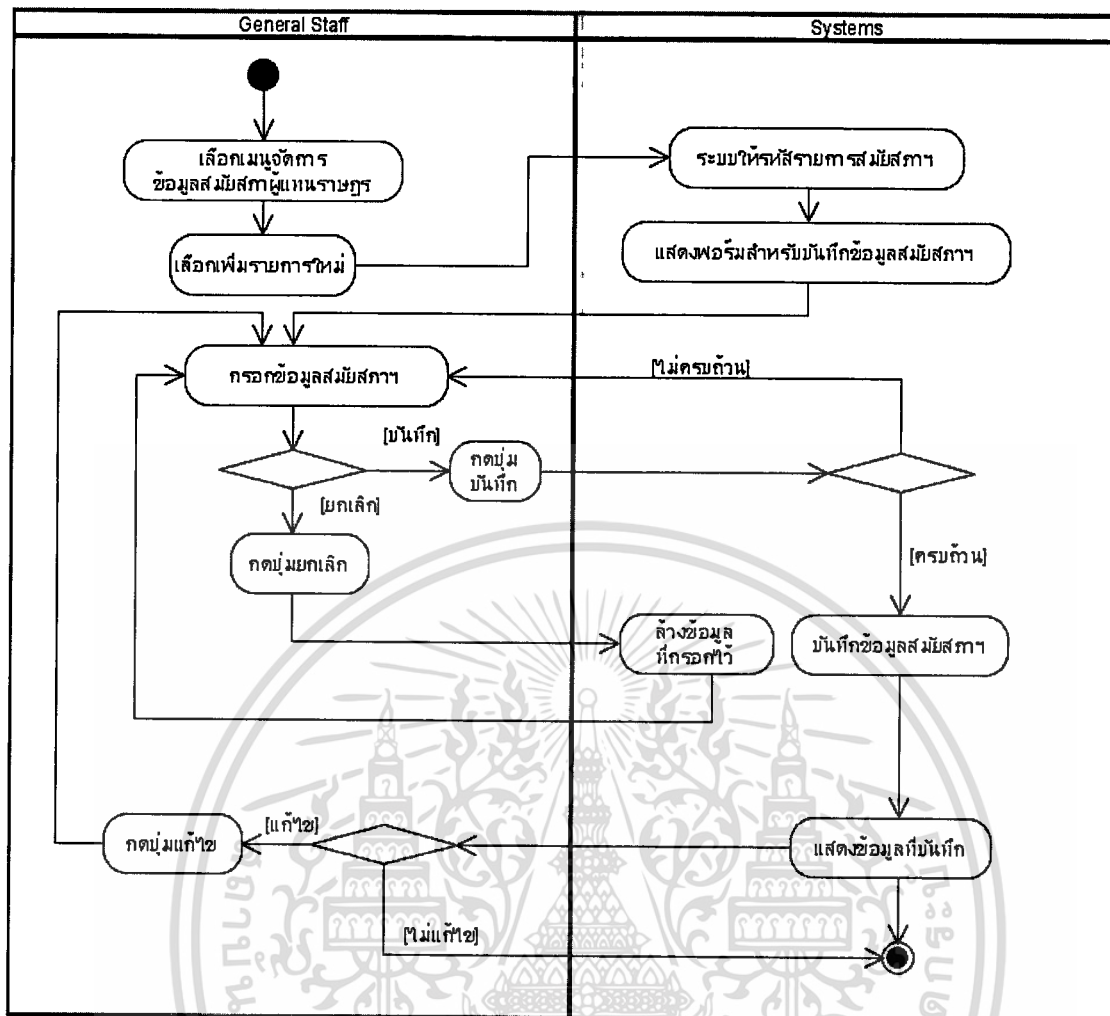 General Staff
Systems
เลือกเมนูจัดการ
ข้อมูลสมัยสภาผู้แทนราษฎร
ระบบให้รหัสรายการสมัยสภาฯ
เลือกเพิ่มรายการใหม่
แสดงฟอร์มสำหรับบันทึกข้อมูลสมัยสภาฯ
กรอกข้อมูลสมัยสภาฯ
[ไม่ครบถ้วน]
[บันทึก]
กดปุ่ม
บันทึก
[ยกเลิก]
กดปุ่มยกเลิก
[ครบถ้วน]
ล้างข้อมูล
ที่กรอกไว้
บันทึกข้อมูลสมัยสภาฯ
กดปุ่มแก้ไข
[แก้ไข]
แสดงข้อมูลที่บันทึก
[ไม่แก้ไข]